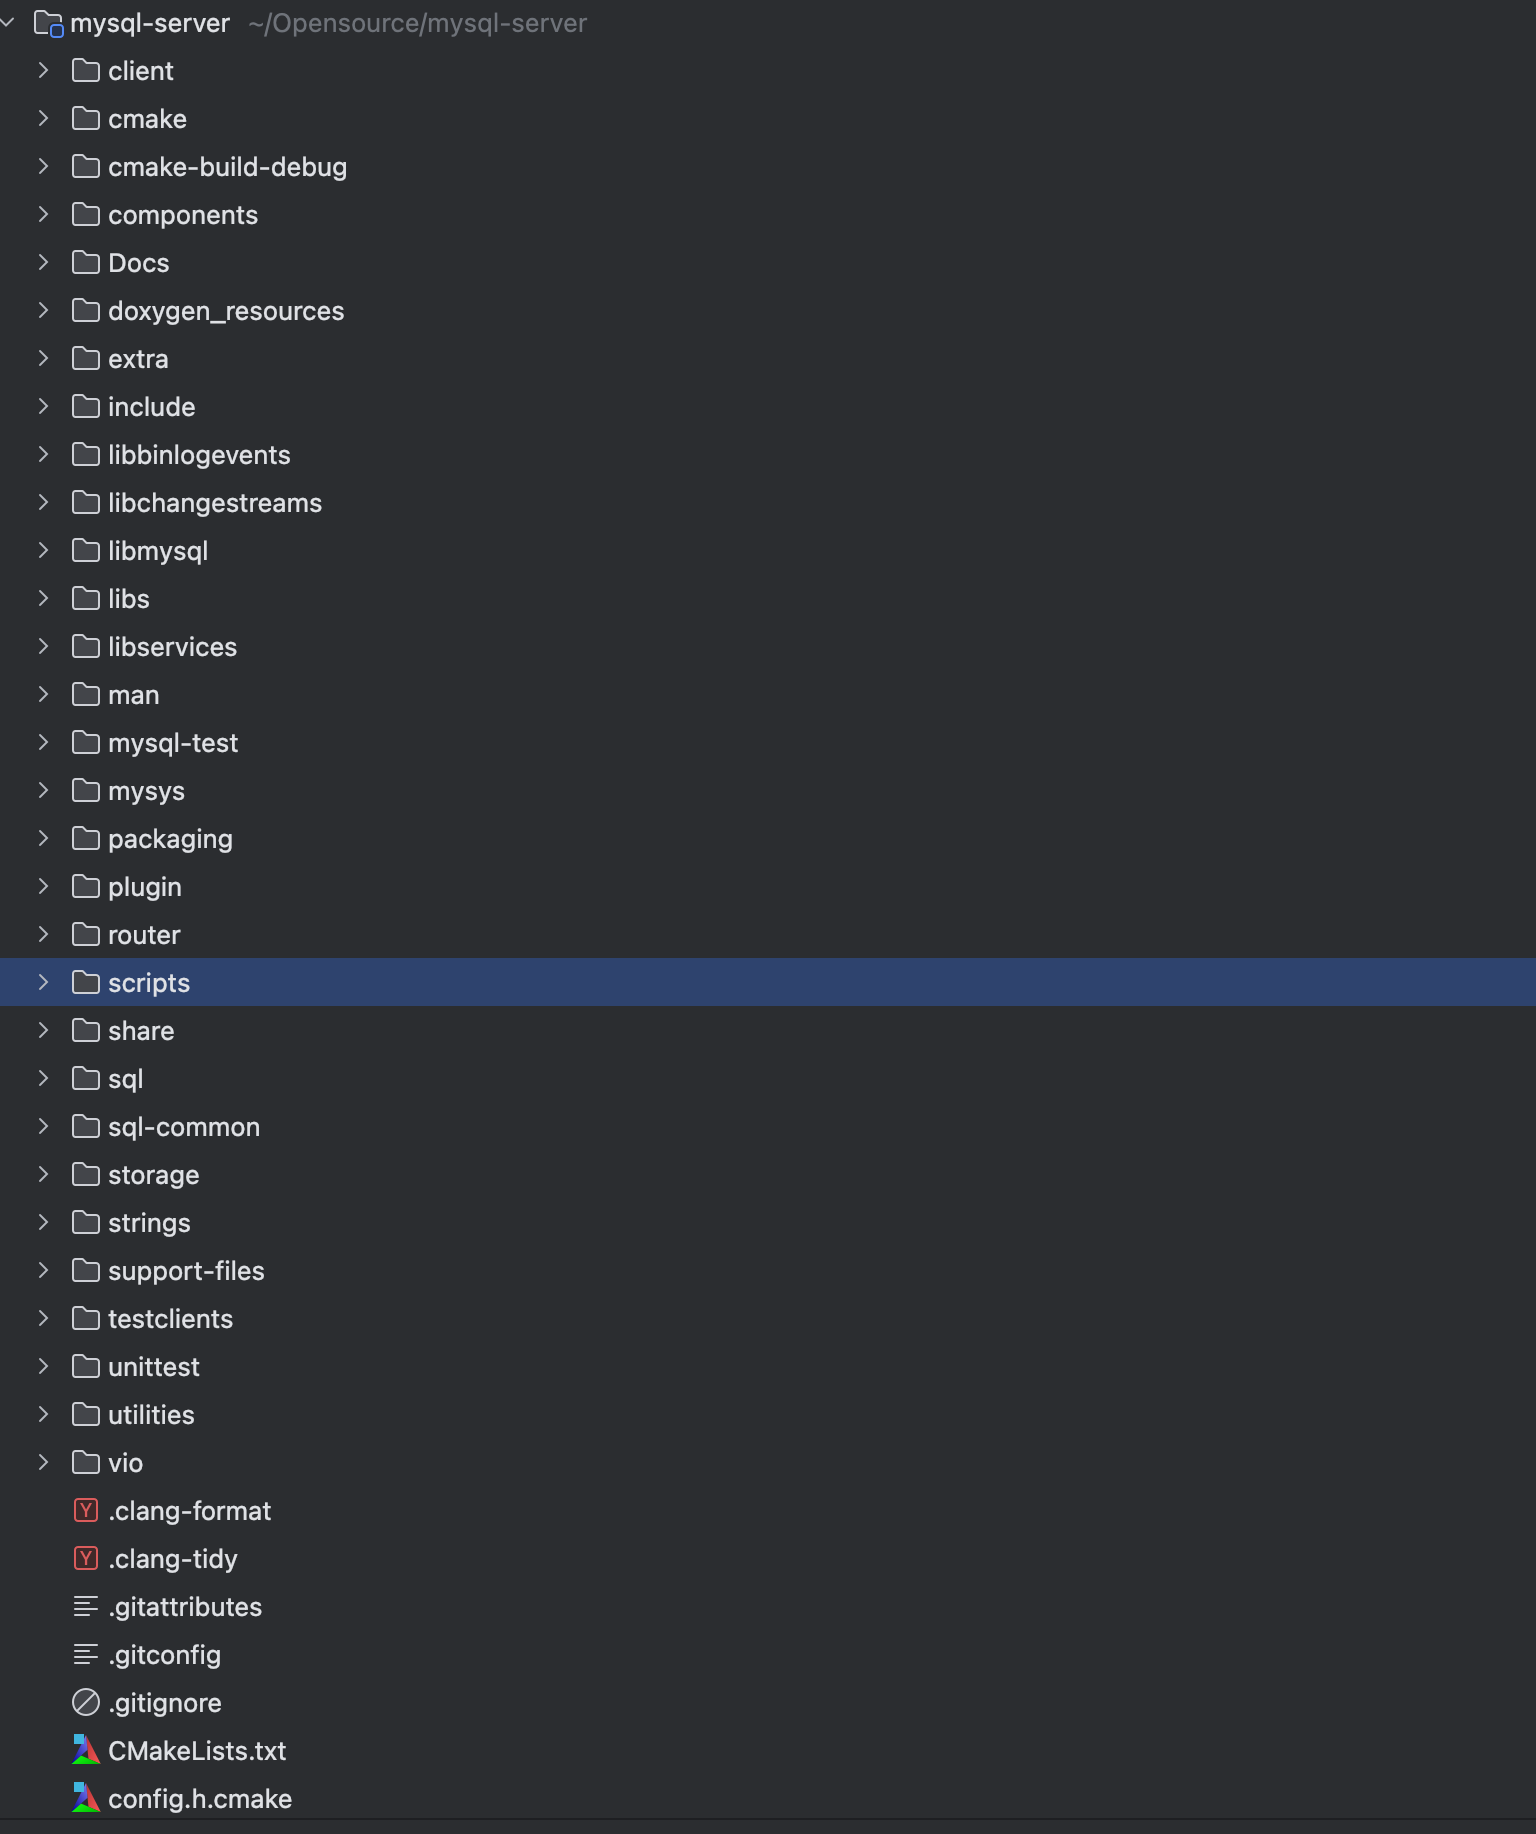 mysql-server ~/Opensource/mysql-server
client
cmake
cmake-build-debug
components
Docs
doxygen_resources
extra
include
libbinlogevents
libchangestreams
libmysql
libs
libservices
man
mysql-test
mysys
packaging
plugin
router
scripts
share
sql
sql-common
storage
strings
support-files
testclients
unittest
utilities
vio
Y .clang-format
Y .clang-tidy
.gitattributes
.gitconfig
.gitignore
CMakeLists.txt
config.h.cmake